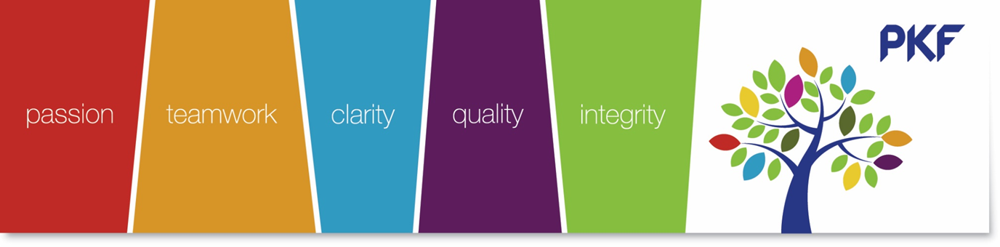 passion
teamwork
clarity
quality
integrity
PKF